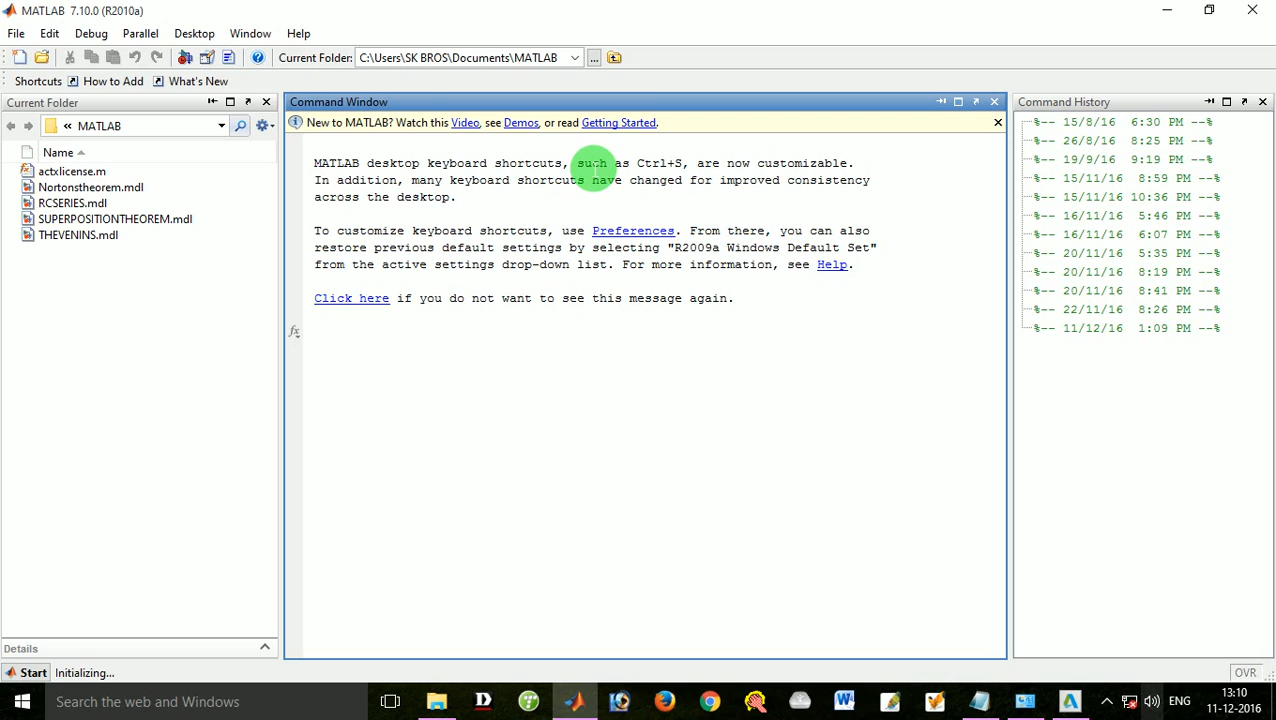 MATLAB 7.10.0 (R2010a)
File Edit Debug Parallel Desktop Window Help
Current Folder: C:\Users\SK BROS\Documents\MATLAB ...
Shortcuts How to Add What's New
Current Folder
« MATLAB
Name
actxlicense.m
Nortonstheorem.mdl
RCSERIES.mdl
SUPERPOSITIONTHEOREM.mdl
THEVENINS.mdl
Details
Command Window
New to MATLAB? Watch this Video, see Demos, or read Getting Started.
MATLAB desktop keyboard shortcuts, such as Ctrl+S, are now customizable.
In addition, many keyboard shortcuts have changed for improved consistency
across the desktop.
To customize keyboard shortcuts, use Preferences. From there, you can also
restore previous default settings by selecting "R2009a Windows Default Set"
from the active settings drop-down list. For more information, see Help.
Click here if you do not want to see this message again.
fx
Command History
%-- 15/8/16 6:30 PM --%
%-- 26/8/16 8:25 PM --%
%-- 19/9/16 9:19 PM --%
%-- 15/11/16 8:59 PM --%
%-- 15/11/16 10:36 PM --%
%-- 16/11/16 5:46 PM --%
%-- 16/11/16 6:07 PM --%
%-- 20/11/16 5:35 PM --%
%-- 20/11/16 8:19 PM --%
%-- 20/11/16 8:41 PM --%
%-- 22/11/16 8:26 PM --%
%-- 11/12/16 1:09 PM --%
Start Initializing...
OVR
Search the web and Windows
ENG
13:10
11-12-2016